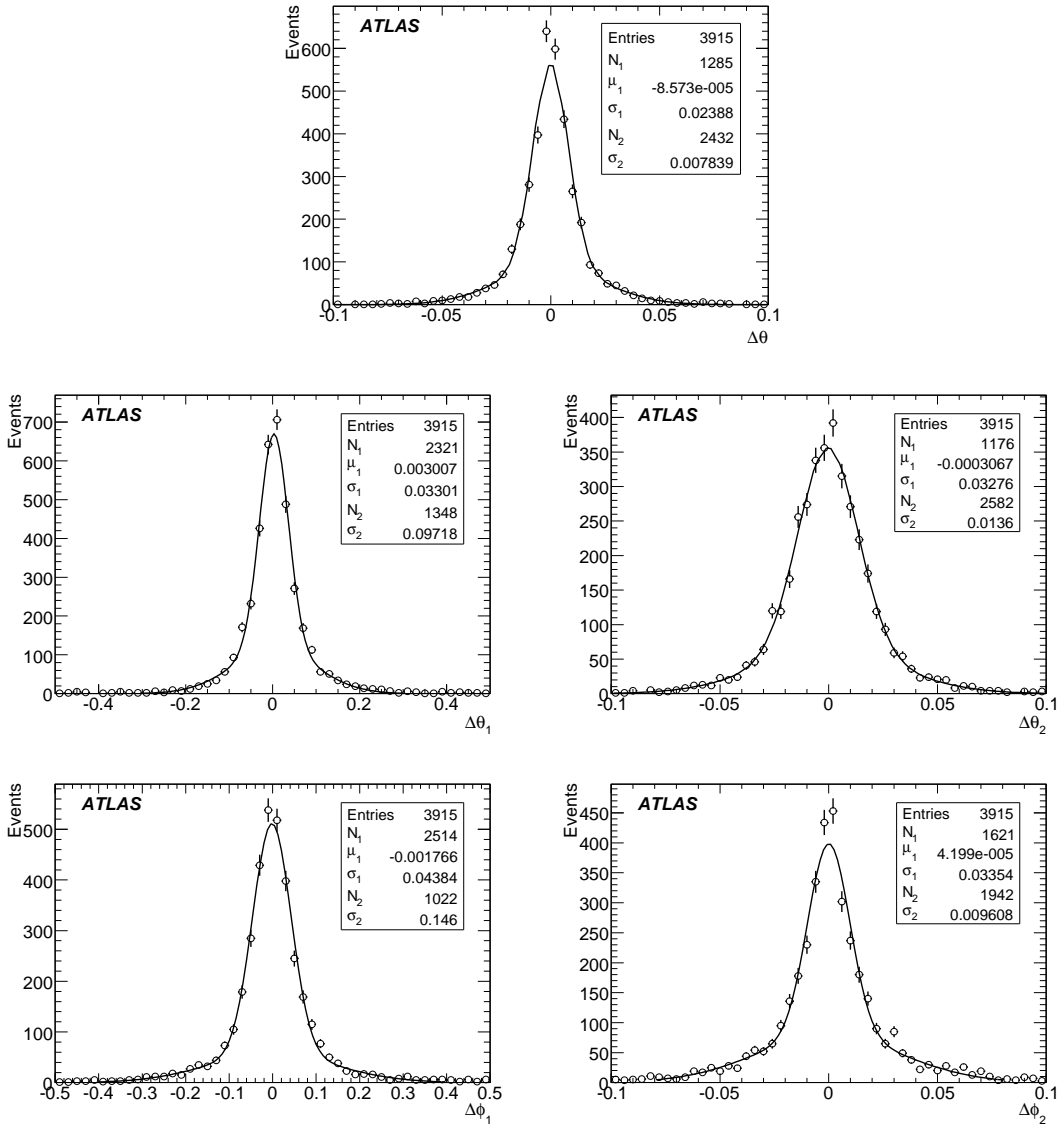 Events
ATLAS
Entries 3915
N1 1285
μ1 -8.573e-005
σ1 0.02388
N2 2432
σ2 0.007839
600
500
400
300
200
100
0
-0.1 -0.05 0 0.05 0.1
Δθ
Events
ATLAS
Entries 3915
N1 2321
μ1 0.003007
σ1 0.03301
N2 1348
σ2 0.09718
700
600
500
400
300
200
100
0
-0.4 -0.2 0 0.2 0.4
Δθ1
Events
ATLAS
Entries 3915
N1 1176
μ1 -0.0003067
σ1 0.03276
N2 2582
σ2 0.0136
400
350
300
250
200
150
100
50
0
-0.1 -0.05 0 0.05 0.1
Δθ2
Events
ATLAS
Entries 3915
N1 2514
μ1 -0.001766
σ1 0.04384
N2 1022
σ2 0.146
500
400
300
200
100
0
-0.5 -0.4 -0.3 -0.2 -0.1 0 0.1 0.2 0.3 0.4 0.5
Δϕ1
Events
ATLAS
Entries 3915
N1 1621
μ1 4.199e-005
σ1 0.03354
N2 1942
σ2 0.009608
450
400
350
300
250
200
150
100
50
0
-0.1 -0.05 0 0.05 0.1
Δϕ2